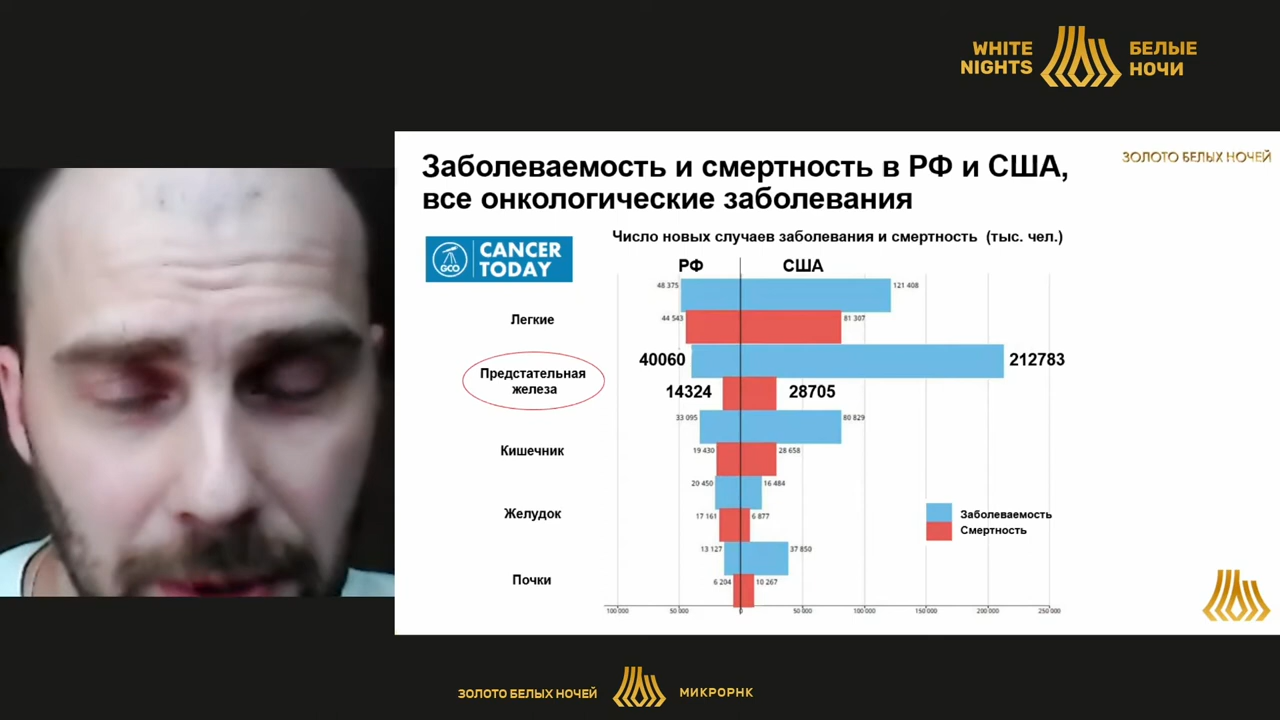 WHITE
NIGHTS
БЕЛЫЕ
НОЧИ
Заболеваемость и смертность в РФ и США,
все онкологические заболевания
ЗОЛОТО БЕЛЫХ НОЧЕЙ
GCO
CANCER
TODAY
Число новых случаев заболевания и смертность (тыс. чел.)
РФ США
48 375 121 408
Легкие
44 543 81 307
40060 212783
Предстательная
железа
14324 28705
33 095 80 829
Кишечник
19 430 28 658
20 450 16 484
Желудок
17 161 6 877
13 127 37 850
Почки
6 204 10 267
Заболеваемость
Смертность
100 000 50 000 0 50 000 100 000 150 000 200 000 250 000
ЗОЛОТО БЕЛЫХ НОЧЕЙ МИКРОРНК